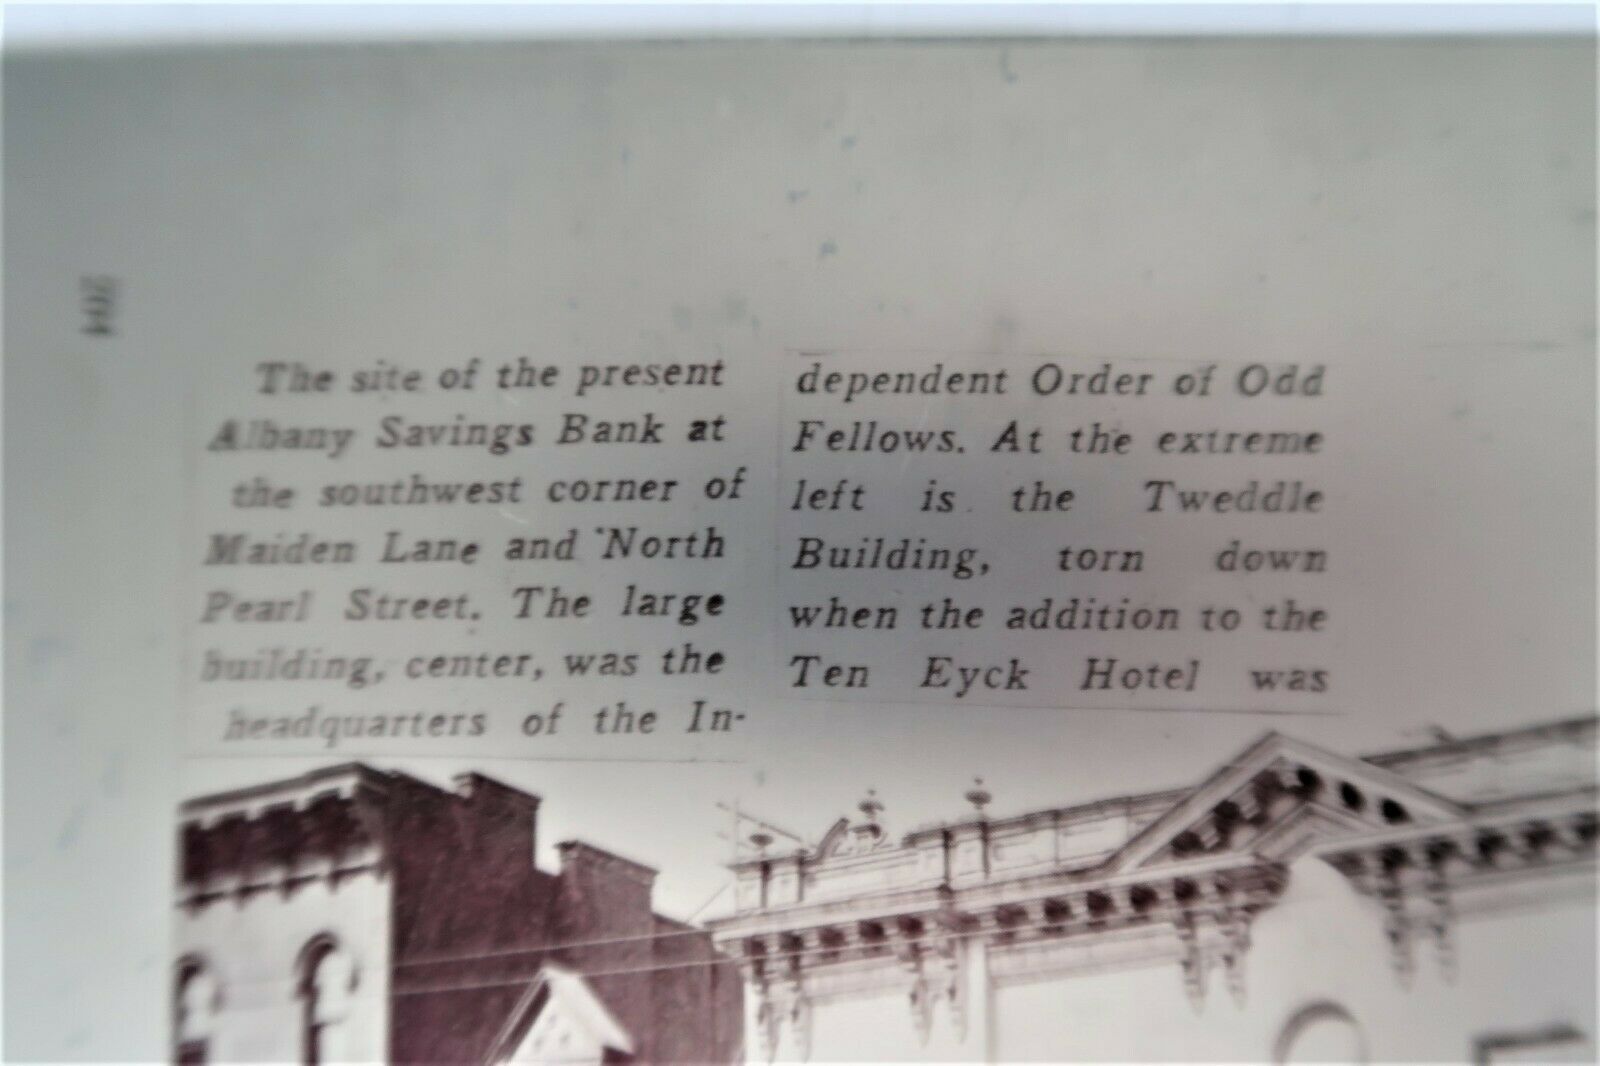 204
The site of the present
Albany Savings Bank at
the southwest corner of
Maiden Lane and North
Pearl Street. The large
building, center, was the
headquarters of the In-
dependent Order of Odd
Fellows. At the extreme
left is the Tweddle
Building, torn down
when the addition to the
Ten Eyck Hotel was